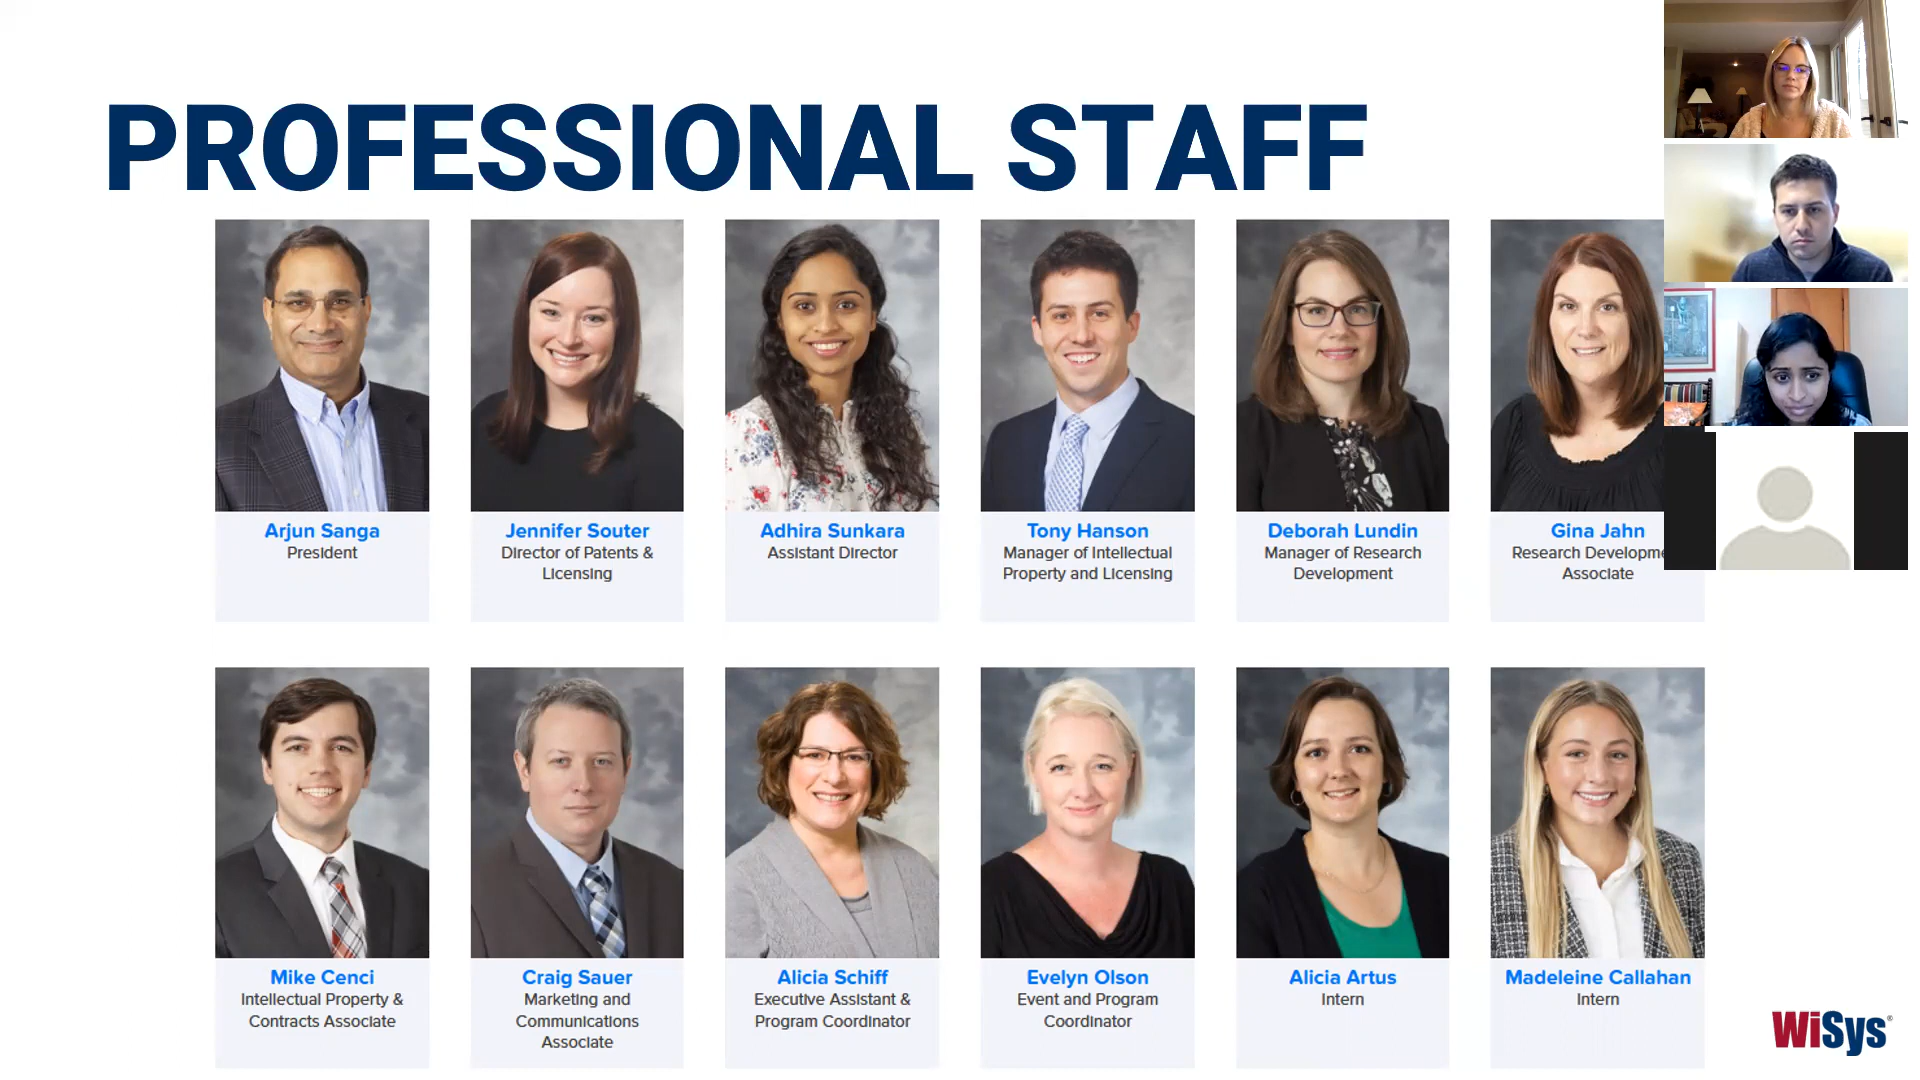 PROFESSIONAL STAFF
Arjun Sanga
President
Jennifer Souter
Director of Patents &
Licensing
Adhira Sunkara
Assistant Director
Tony Hanson
Manager of Intellectual
Property and Licensing
Deborah Lundin
Manager of Research
Development
Gina Jahn
Research Developme
Associate
Mike Cenci
Intellectual Property &
Contracts Associate
Craig Sauer
Marketing and
Communications
Associate
Alicia Schiff
Executive Assistant &
Program Coordinator
Evelyn Olson
Event and Program
Coordinator
Alicia Artus
Intern
Madeleine Callahan
Intern
WiSys®